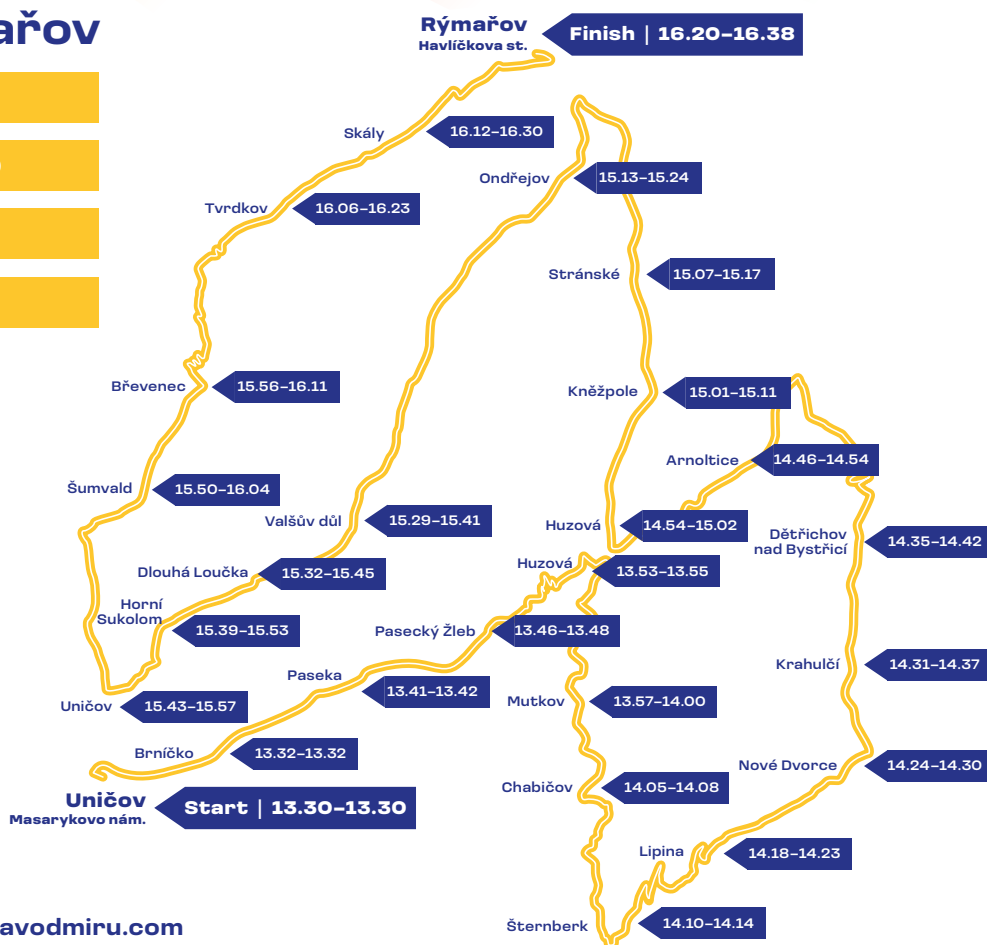 ařov
Rýmařov
Havlíčkova st.
Finish | 16.20–16.38
Skály
16.12–16.30
Ondřejov
15.13–15.24
Tvrdkov
16.06–16.23
Stránské
15.07–15.17
Břevenec
15.56–16.11
Kněžpole
15.01–15.11
Arnoltice
14.46–14.54
Šumvald
15.50–16.04
Valšův důl
15.29–15.41
Huzová
14.54–15.02
Dětřichov
nad Bystřicí
14.35–14.42
Dlouhá Loučka
15.32–15.45
Huzová
13.53–13.55
Horní
Sukolom
15.39–15.53
Pasecký Žleb
13.46–13.48
Krahulčí
14.31–14.37
Paseka
13.41–13.42
Uničov
15.43–15.57
Mutkov
13.57–14.00
Brníčko
13.32–13.32
Nové Dvorce
14.24–14.30
Chabičov
14.05–14.08
Uničov
Masarykovo nám.
Start | 13.30–13.30
Lipina
14.18–14.23
Šternberk
14.10–14.14
avodmiru.com